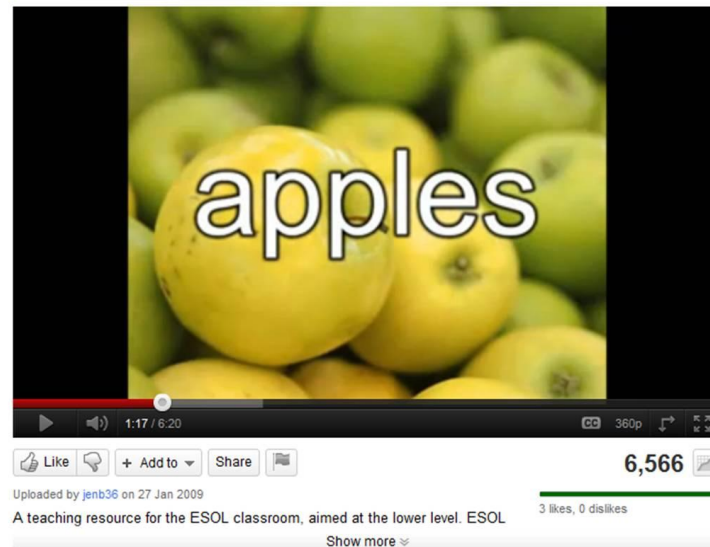 apples
1:17 / 6:20
CC 360p
Like
+ Add to
Share
6,566
Uploaded by jenb36 on 27 Jan 2009
3 likes, 0 dislikes
A teaching resource for the ESOL classroom, aimed at the lower level. ESOL
Show more